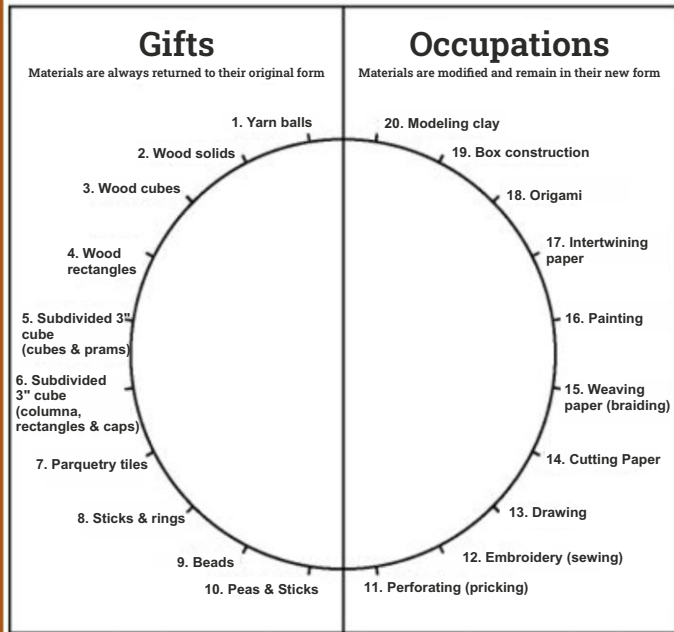 Gifts
Materials are always returned to their original form
1. Yarn balls
2. Wood solids
3. Wood cubes
4. Wood
rectangles
5. Subdivided 3"
cube
(cubes & prams)
6. Subdivided
3" cube
(columna,
rectangles & caps)
7. Parquetry tiles
8. Sticks & rings
9. Beads
10. Peas & Sticks
Occupations
Materials are modified and remain in their new form
20. Modeling clay
19. Box construction
18. Origami
17. Intertwining
paper
16. Painting
15. Weaving
paper (braiding)
14. Cutting Paper
13. Drawing
12. Embroidery (sewing)
11. Perforating (pricking)